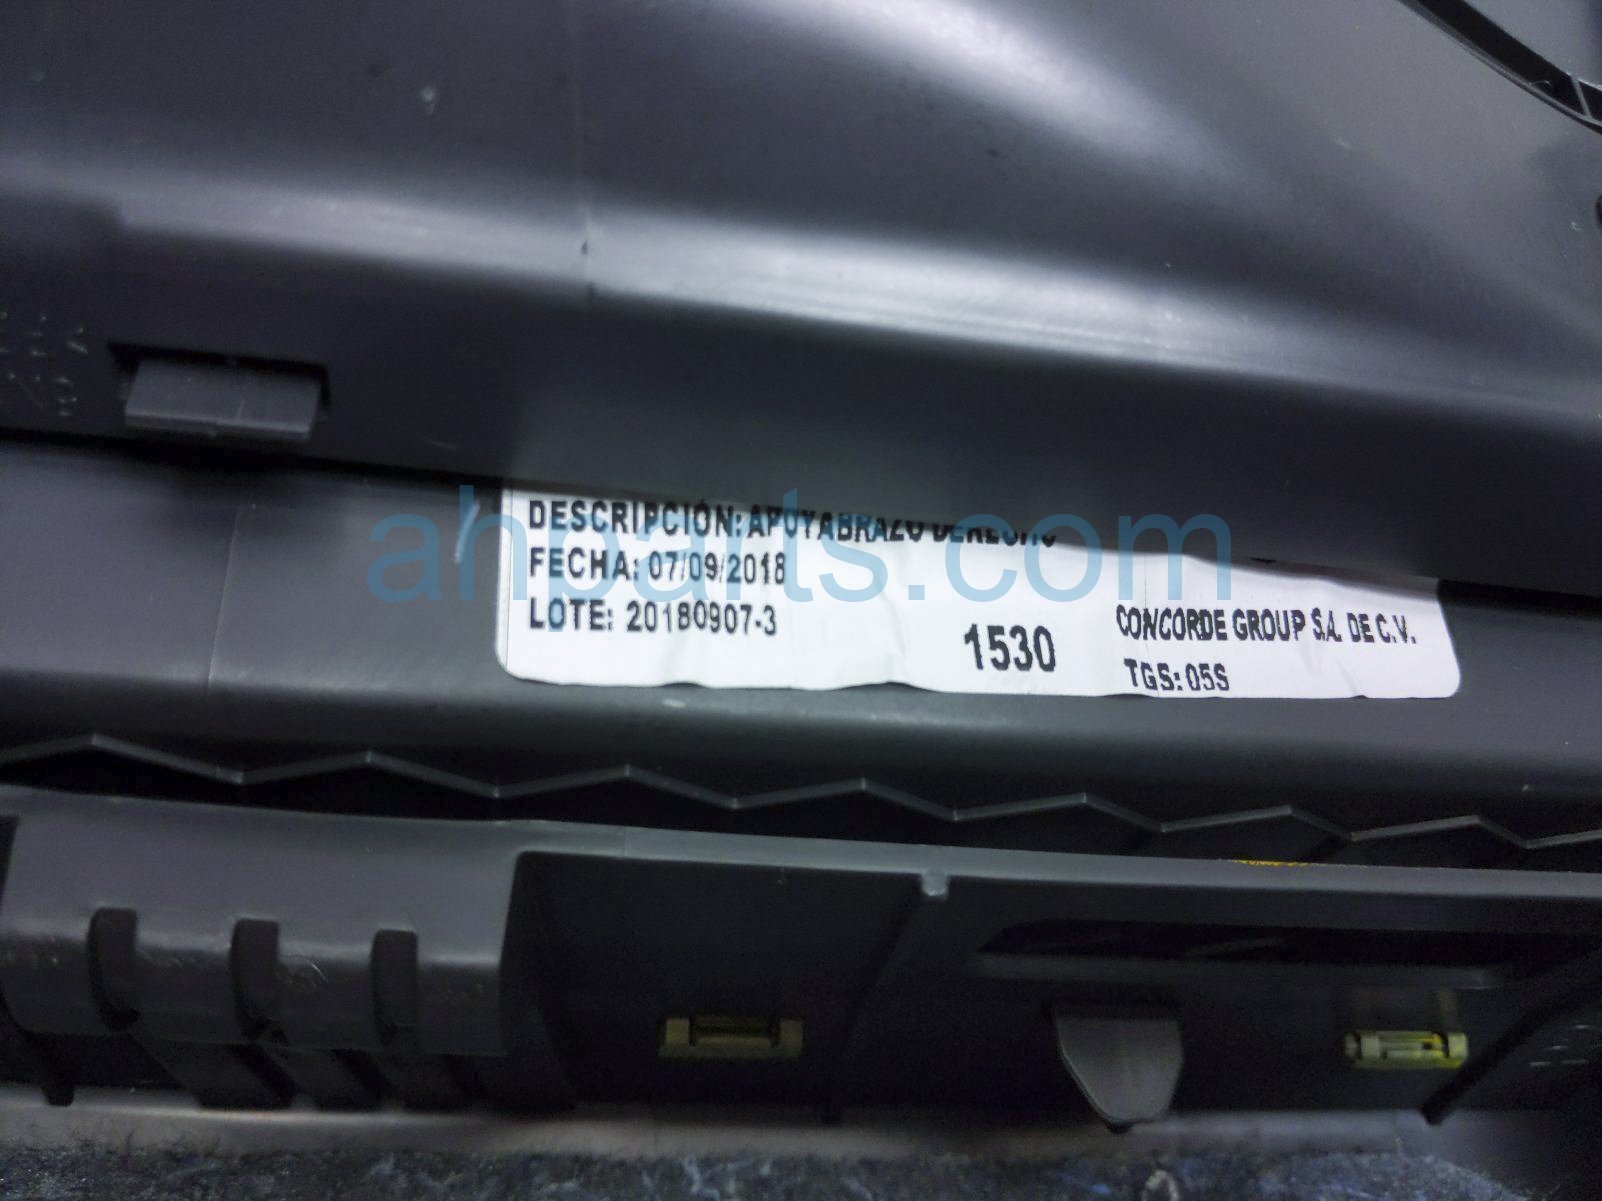 DESCRIPCIÓN: APOYABRAZO DERECHO
FECHA: 07/09/2018
LOTE: 20180907-3
1530
CONCORDE GROUP S.A. DE C.V.
TGS: 05S
ahparts.com